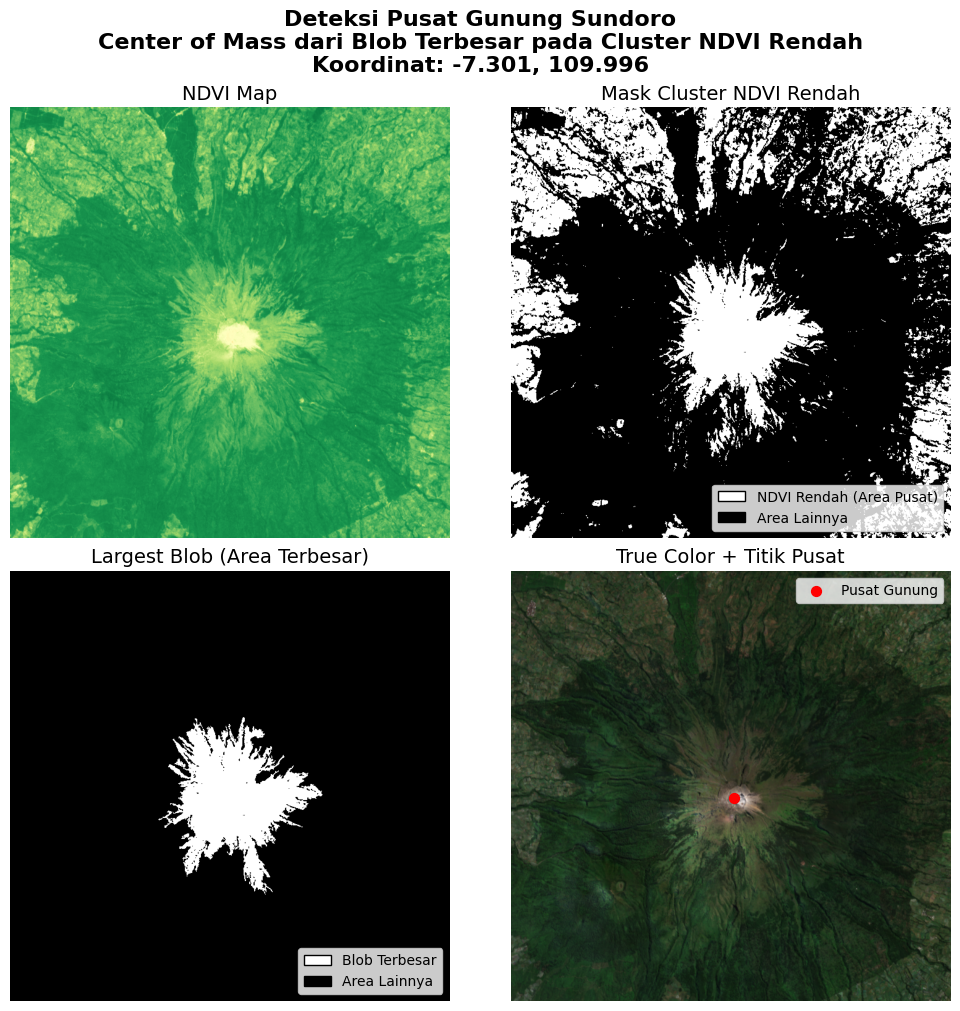 Deteksi Pusat Gunung Sundoro
Center of Mass dari Blob Terbesar pada Cluster NDVI Rendah
Koordinat: -7.301, 109.996
NDVI Map
Mask Cluster NDVI Rendah
NDVI Rendah (Area Pusat)
Area Lainnya
Largest Blob (Area Terbesar)
True Color + Titik Pusat
Blob Terbesar
Area Lainnya
Pusat Gunung